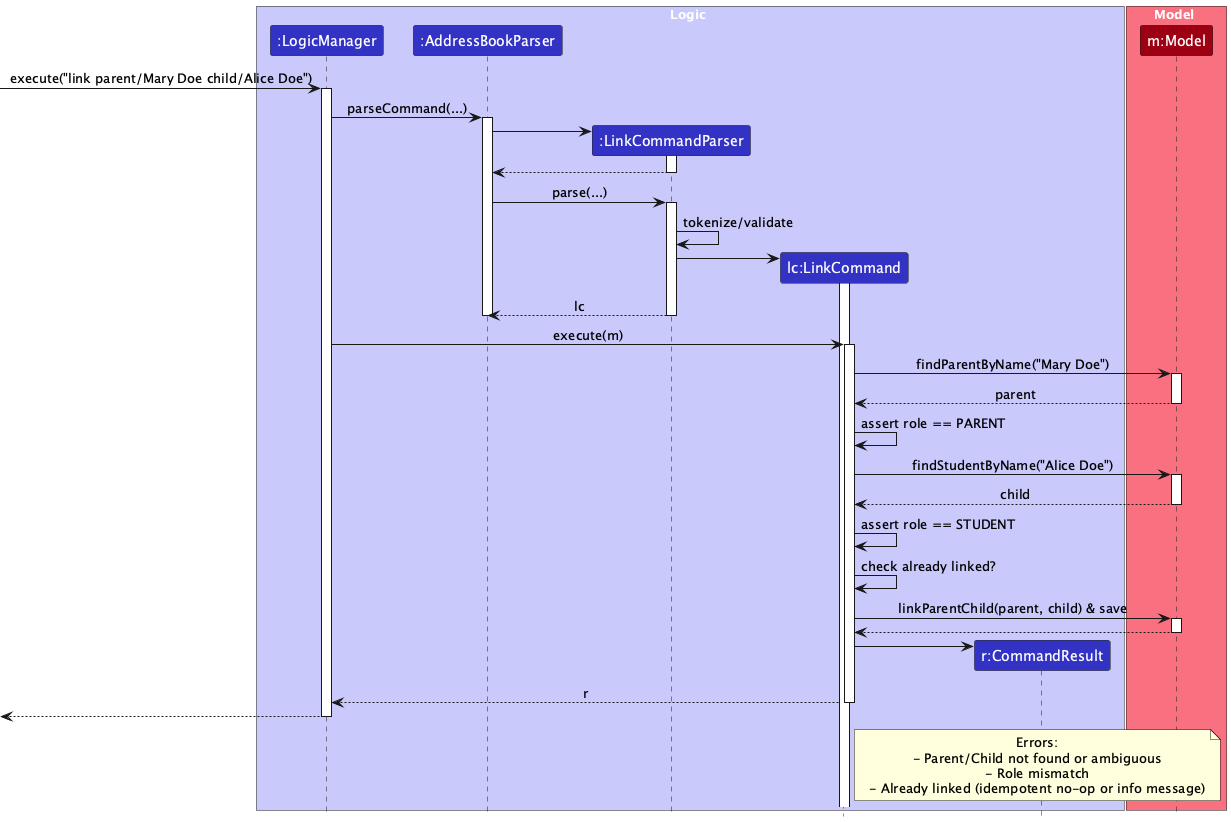 Logic
Model
:LogicManager
:AddressBookParser
m:Model
execute("link parent/Mary Doe child/Alice Doe")
parseCommand(...)
:LinkCommandParser
parse(...)
tokenize/validate
lc:LinkCommand
lc
execute(m)
findParentByName("Mary Doe")
parent
assert role == PARENT
findStudentByName("Alice Doe")
child
assert role == STUDENT
check already linked?
linkParentChild(parent, child) & save
r:CommandResult
r
Errors:
- Parent/Child not found or ambiguous
- Role mismatch
- Already linked (idempotent no-op or info message)